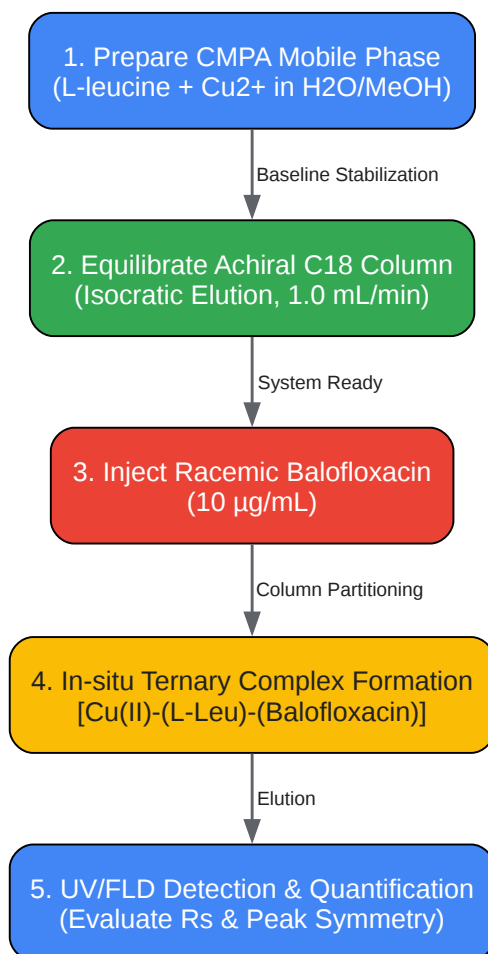 1. Prepare CMPA Mobile Phase
(L-leucine + Cu2+ in H2O/MeOH)
Baseline Stabilization
2. Equilibrate Achiral C18 Column
(Isocratic Elution, 1.0 mL/min)
System Ready
3. Inject Racemic Balofloxacin
(10 µg/mL)
Column Partitioning
4. In-situ Ternary Complex Formation
[Cu(II)-(L-Leu)-(Balofloxacin)]
Elution
5. UV/FLD Detection & Quantification
(Evaluate Rs & Peak Symmetry)